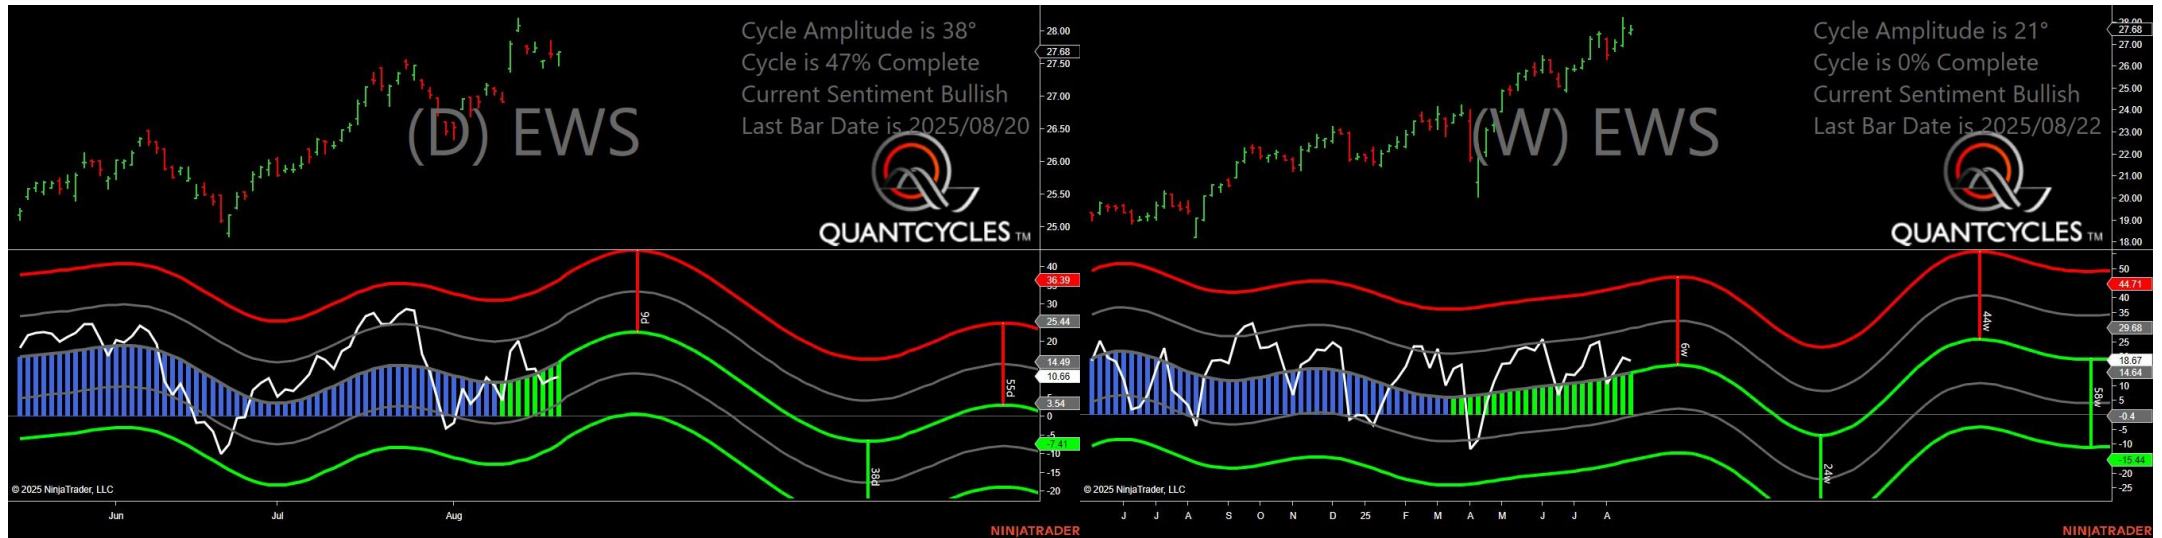 Cycle Amplitude is 38°
Cycle is 47% Complete
Current Sentiment Bullish
Last Bar Date is 2025/08/20
(D) EWS
QUANTCYCLES TM
28.00
27.68
27.50
27.00
26.50
26.00
25.50
25.00
40
36.39
30
25.44
20
14.49
10.66
3.54
0
-5
-7.41
-10
-15
-20
9d
38d
55d
© 2025 NinjaTrader, LLC
Jun
Jul
Aug
NINJATRADER
Cycle Amplitude is 21°
Cycle is 0% Complete
Current Sentiment Bullish
Last Bar Date is 2025/08/22
(W) EWS
QUANTCYCLES TM
28.00
27.68
27.00
26.00
25.00
24.00
23.00
22.00
21.00
20.00
19.00
18.00
50
44.71
40
35
29.68
25
18.67
14.64
10
5
-0.4
-5
-10
-15.44
-20
-25
6w
24w
44w
58w
© 2025 NinjaTrader, LLC
J
J
A
S
O
N
D
25
F
M
A
M
J
J
A
NINJATRADER